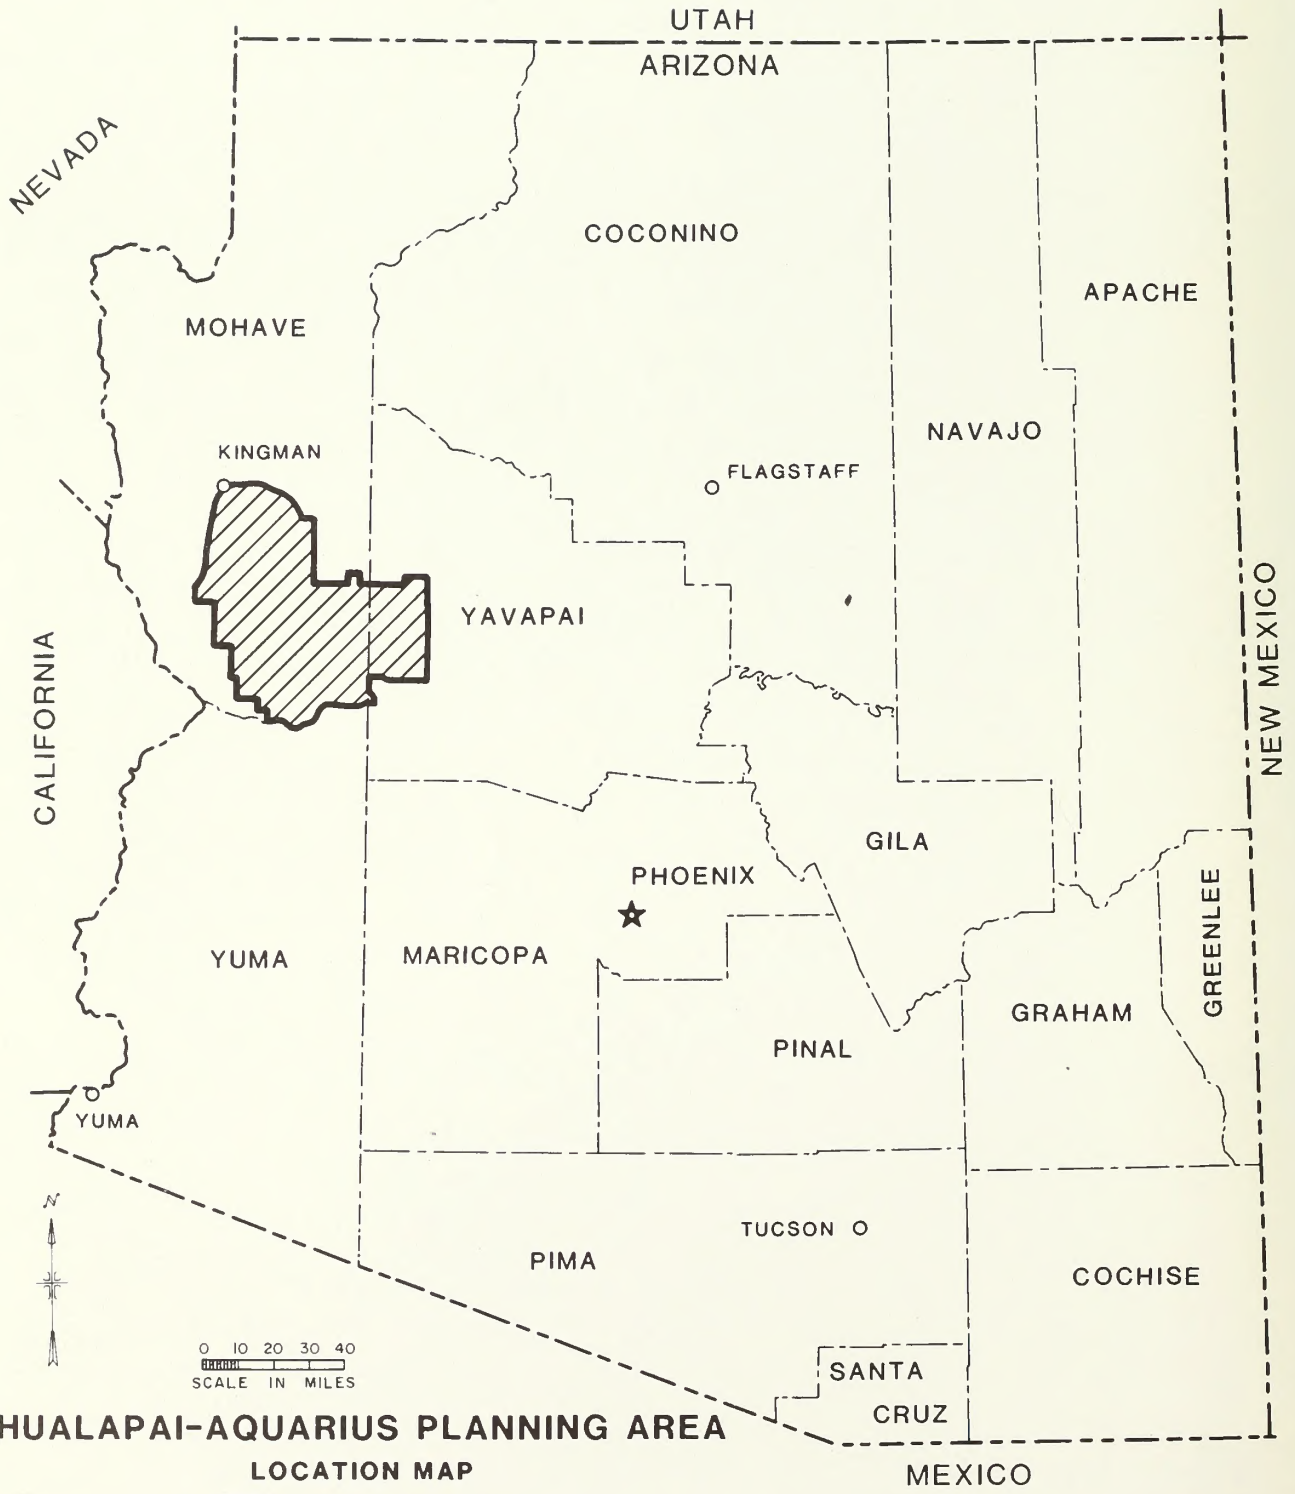 UTAH
ARIZONA
NEVADA
COCONINO
APACHE
MOHAVE
NAVAJO
KINGMAN
FLAGSTAFF
YAVAPAI
NEW MEXICO
CALIFORNIA
GILA
PHOENIX
GREENLEE
YUMA
MARICOPA
GRAHAM
PINAL
YUMA
N
TUCSON
PIMA
COCHISE
0 10 20 30 40
SCALE IN MILES
SANTA
CRUZ
HUALAPAI-AQUARIUS PLANNING AREA
LOCATION MAP
MEXICO